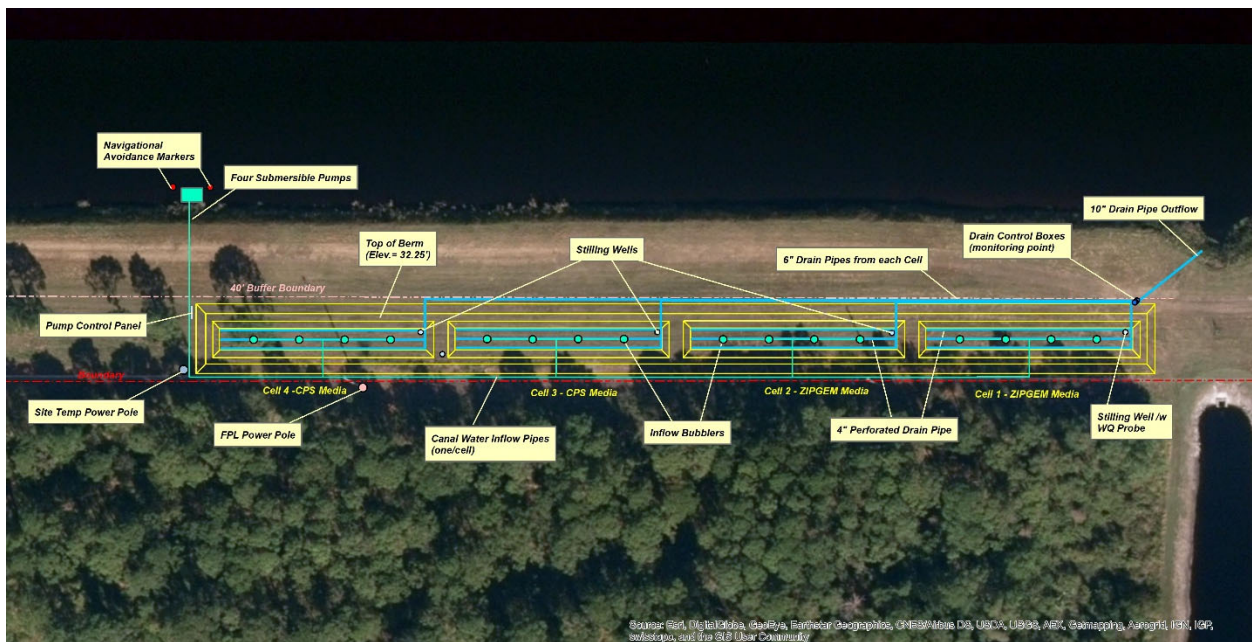 Navigational
Avoidance Markers
Four Submersible Pumps
10" Drain Pipe Outflow
Top of Berm
(Elev.= 32.25')
Stilling Wells
Drain Control Boxes
(monitoring point)
6" Drain Pipes from each Cell
40' Buffer Boundary
Pump Control Panel
Boundary
Cell 4 -CPS Media
Cell 3 - CPS Media
Cell 2 - ZIPGEM Media
Cell 1 - ZIPGEM Media
Site Temp Power Pole
FPL Power Pole
Canal Water Inflow Pipes
(one/cell)
Inflow Bubblers
4" Perforated Drain Pipe
Stilling Well /w
WQ Probe
Source: Esri, DigitalGlobe, GeoEye, Earthstar Geographics, CNES/Airbus DS, USDA, USGS, AEX, Getmapping, Aerogrid, IGN, IGP,
swisstopo, and the GIS User Community